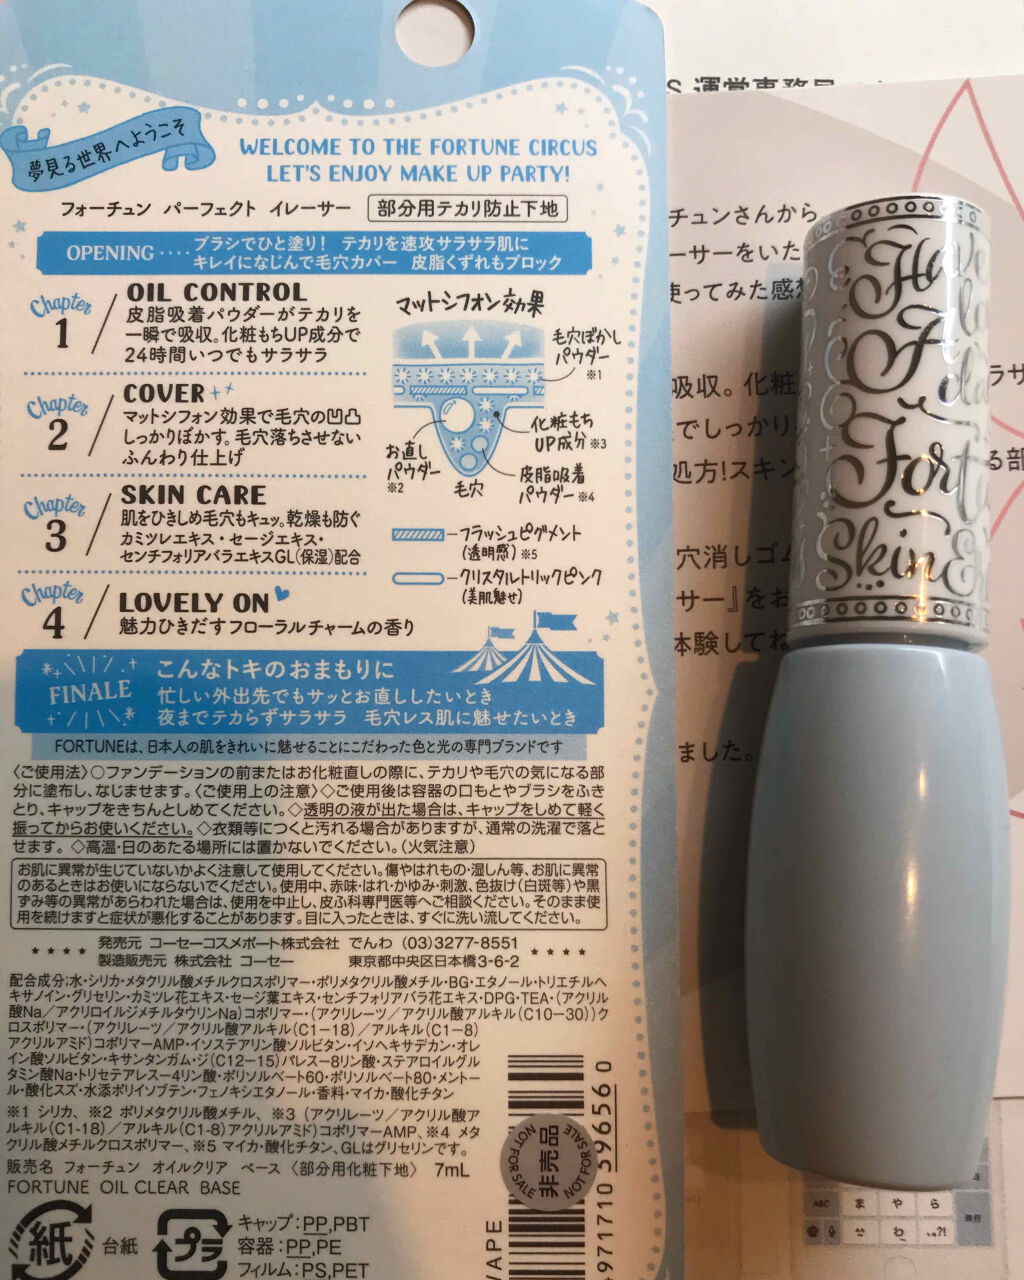 夢見る世界へようこそ
WELCOME TO THE FORTUNE CIRCUS
LET'S ENJOY MAKE UP PARTY!
フォーチュン パーフェクト イレーサー 部分用テカリ防止下地
OPENING····ブラシでひと塗り! テカリを速攻サラサラ肌に
キレイになじんで毛穴カバー 皮脂くずれもブロック
Chapter 1
OIL CONTROL
皮脂吸着パウダーがテカリを
一瞬で吸収。化粧もちUP成分で
24時間いつでもサラサラ
Chapter 2
COVER
マットシフォン効果で毛穴の凹凸
しっかりぼかす。毛穴落ちさせない
ふんわり仕上げ
Chapter 3
SKIN CARE
肌をひきしめ毛穴もキュッ。乾燥も防ぐ
カミツレエキス・セージエキス・
センチフォリアバラエキスGL(保湿)配合
Chapter 4
LOVELY ON
魅力ひきだすフローラルチャームの香り
マットシフォン効果
毛穴ぼかし
パウダー
※1
化粧もち
UP成分※3
お直し
パウダー
※2
毛穴
皮脂吸着
パウダー※4
フラッシュピグメント
(透明感)※5
クリスタルトリックピンク
(美肌魅せ)
FINALE
こんなトキのおまもりに
忙しい外出先でもサッとお直ししたいとき
夜までテカらずサラサラ 毛穴レス肌に魅せたいとき
FORTUNEは、日本人の肌をきれいに魅せることにこだわった色と光の専門ブランドです
〈ご使用法〉○ファンデーションの前またはお化粧直しの際に、テカリや毛穴の気になる部
分に塗布し、なじませます。〈ご使用上の注意〉◇ご使用後は容器の口もとやブラシをふき
とり、キャップをきちんとしめてください。◇透明の液が出た場合は、キャップをしめて軽く
振ってからお使いください。◇衣類等につくと汚れる場合がありますが、通常の洗濯で落と
せます。◇高温・日のあたる場所には置かないでください。(火気注意)
お肌に異常が生じていないかよく注意して使用してください。傷やはれもの・湿しん等、お肌に異常
のあるときはお使いにならないでください。使用中、赤味・はれ・かゆみ・刺激、色抜け(白斑等)や黒
ずみ等の異常があらわれた場合は、使用を中止し、皮ふ科専門医等へご相談ください。そのまま使
用を続けますと症状が悪化することがあります。目に入ったときは、すぐに洗い流してください。
発売元 コーセーコスメポート株式会社 でんわ (03)3277-8551
製造販売元 株式会社 コーセー 東京都中央区日本橋3-6-2
配合成分:水・シリカ・メタクリル酸メチルクロスポリマー・ポリメタクリル酸メチル・BG・エタノール・トリエチルヘ
キサノイン・グリセリン・カミツレ花エキス・セージ葉エキス・センチフォリアバラ花エキス・DPG・TEA・(アクリル
酸Na/アクリロイルジメチルタウリンNa)コポリマー・(アクリレーツ/アクリル酸アルキル(C10-30))ク
ロスポリマー・(アクリレーツ/アクリル酸アルキル(C1-18)/アルキル(C1-8)
アクリルアミド)コポリマーAMP・イソステアリン酸ソルビタン・イソヘキサデカン・オレ
イン酸ソルビタン・キサンタンガム・ジ(C12-15)パレス-8リン酸・ステアロイルグル
タミン酸Na・トリセテアレス-4リン酸・ポリソルベート60・ポリソルベート80・メントー
ル・酸化スズ・水添ポリイソブテン・フェノキシエタノール・香料・マイカ・酸化チタン
※1 シリカ、※2 ポリメタクリル酸メチル、※3 (アクリレーツ/アクリル酸ア
ルキル(C1-18)/アルキル(C1-8)アクリルアミド)コポリマーAMP、※4 メタ
クリル酸メチルクロスポリマー、※5 マイカ・酸化チタン、GLはグリセリンです。
販売名 フォーチュン オイルクリア ベース〈部分用化粧下地〉 7mL
FORTUNE OIL CLEAR BASE
紙 台紙
プラ
キャップ:PP,PBT
容器:PP,PE
フィルム:PS,PET
NOT FOR SALE
非売品
NOT FOR SALE
4971710 39656 0
運営事務局
チュンさんから
ーサーをいた
使ってみた感想
吸収。化粧
でしっかり
処方!スキン
穴消しゴム
サー』をお
体験してね
ました。
Fort
Skin
ABC
ま
や
ら
わ
改行